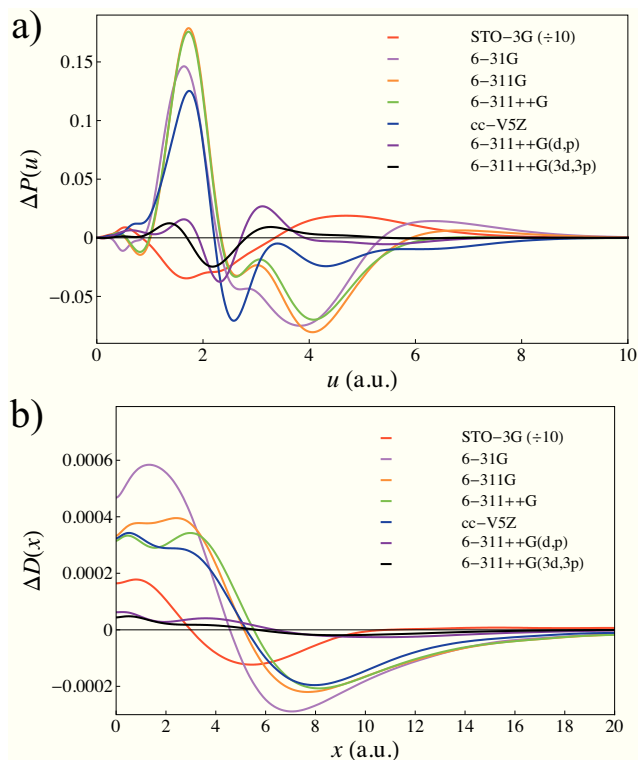 a)
0.15
0.10
0.05
0
−0.05
ΔP(u)
STO−3G (÷10)
6−31G
6−311G
6−311++G
cc−V5Z
6−311++G(d,p)
6−311++G(3d,3p)
0 2 4 6 8 10
u (a.u.)
b)
0.0006
0.0004
0.0002
0
−0.0002
ΔD(x)
STO−3G (÷10)
6−31G
6−311G
6−311++G
cc−V5Z
6−311++G(d,p)
6−311++G(3d,3p)
0 2 4 6 8 10 12 14 16 18 20
x (a.u.)